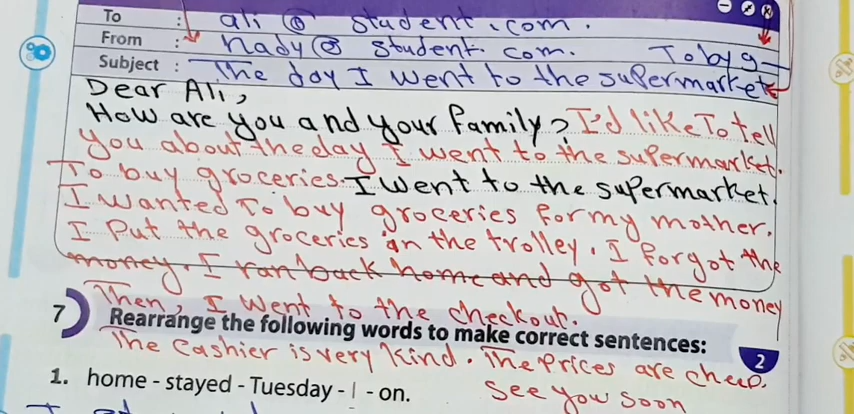 To : ali @ student.com.
From : hady @ student.com. To by g
Subject : The day I went to the supermarket
Dear Ali,
How are you and your family? I'd like To tell
you about the day I went to the supermarket.
To buy groceries. I went to the supermarket.
I wanted To buy groceries for my mother.
I put the groceries in the trolley. I forgot the
money. I ran back home and got the money
Then, I went to the checkout.
7 Rearrange the following words to make correct sentences: 2
The cashier is very kind. The prices are cheap.
1. home - stayed - Tuesday - I - on.
see you soon